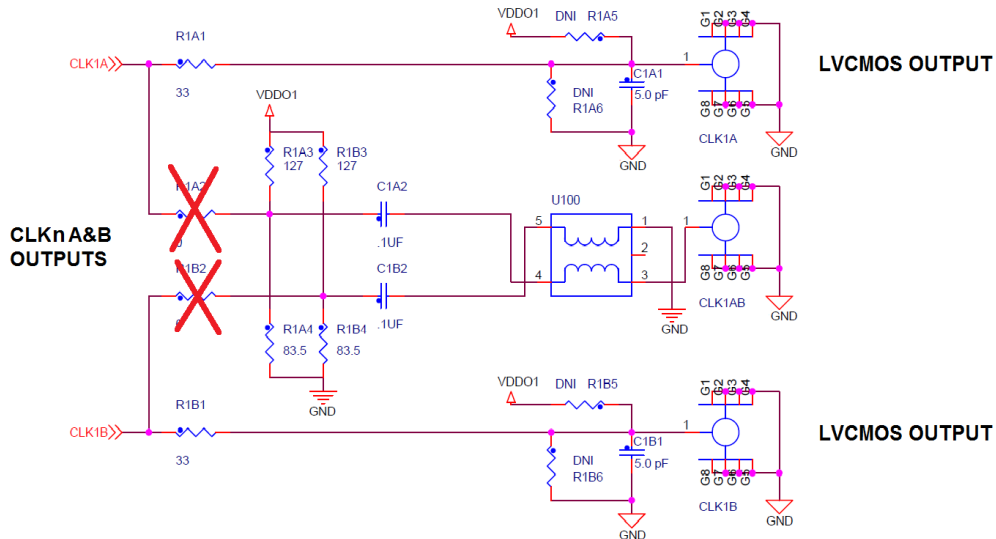 VDDO1
DNI R1A5
G1
G2
G3
G4
R1A1
CLK1A
33
1
C1A1
5.0 pF
DNI
R1A6
G8
G7
G6
G5
CLK1A
GND
GND
LVCMOS OUTPUT
VDDO1
R1A3
127
R1B3
127
R1A2
C1A2
.1UF
U100
5
4
1
2
3
G1
G2
G3
G4
1
G8
G7
G6
G5
CLK1AB
GND
GND
CLKn A&B
OUTPUTS
R1B2
C1B2
.1UF
R1A4
83.5
R1B4
83.5
GND
VDDO1
DNI R1B5
G1
G2
G3
G4
R1B1
CLK1B
33
1
C1B1
5.0 pF
DNI
R1B6
G8
G7
G6
G5
CLK1B
GND
GND
LVCMOS OUTPUT